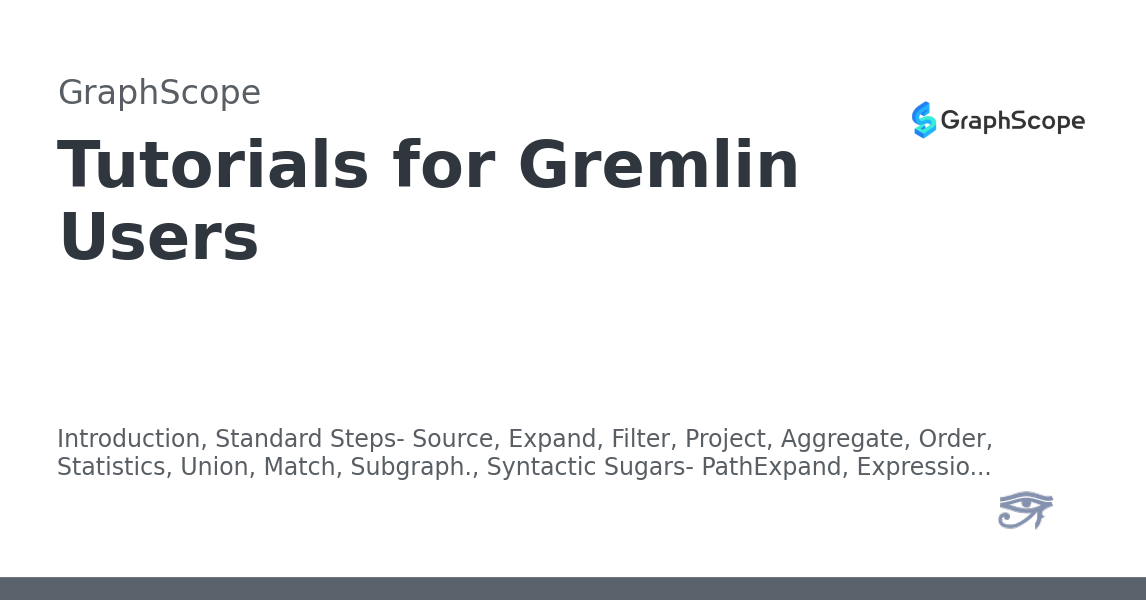 GraphScope
GraphScope
Tutorials for Gremlin
Users
Introduction, Standard Steps- Source, Expand, Filter, Project, Aggregate, Order,
Statistics, Union, Match, Subgraph., Syntactic Sugars- PathExpand, Expressio...